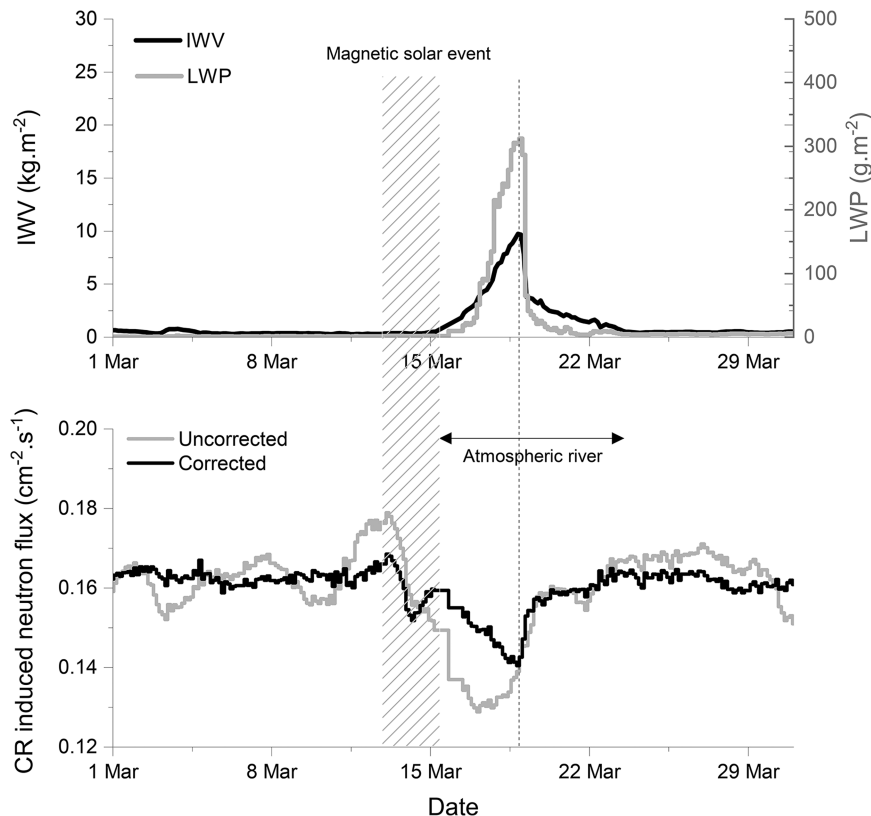 30
25
20
15
10
5
0
IWV (kg.m-2)
IWV
LWP
Magnetic solar event
500
400
300
200
100
0
LWP (g.m-2)
1 Mar
8 Mar
15 Mar
22 Mar
29 Mar
0.20
0.18
0.16
0.14
0.12
CR induced neutron flux (cm-2.s-1)
Uncorrected
Corrected
Atmospheric river
1 Mar
8 Mar
15 Mar
22 Mar
29 Mar
Date